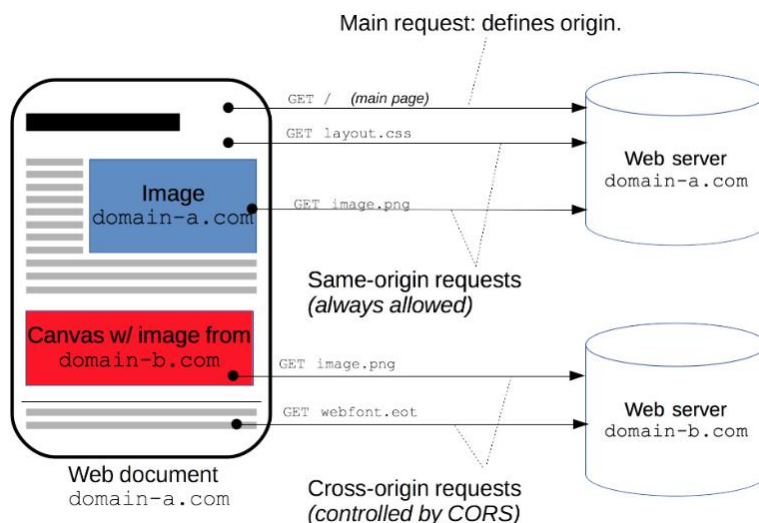 Main request: defines origin.
GET / (main page)
GET layout.css
Web server
domain-a.com
Image
domain-a.com
GET image.png
Same-origin requests
(always allowed)
Canvas w/ image from
domain-b.com
GET image.png
GET webfont.eot
Web server
domain-b.com
Web document
domain-a.com
Cross-origin requests
(controlled by CORS)